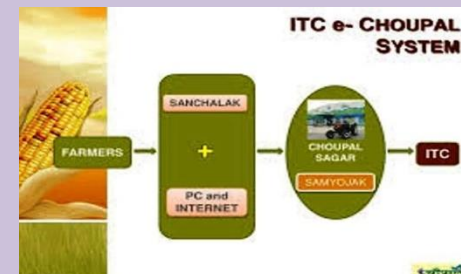 ITC e- CHOUPAL
SYSTEM
FARMERS
SANCHALAK
+
PC and
INTERNET
CHOUPAL
SAGAR
SAMYOJAK
ITC